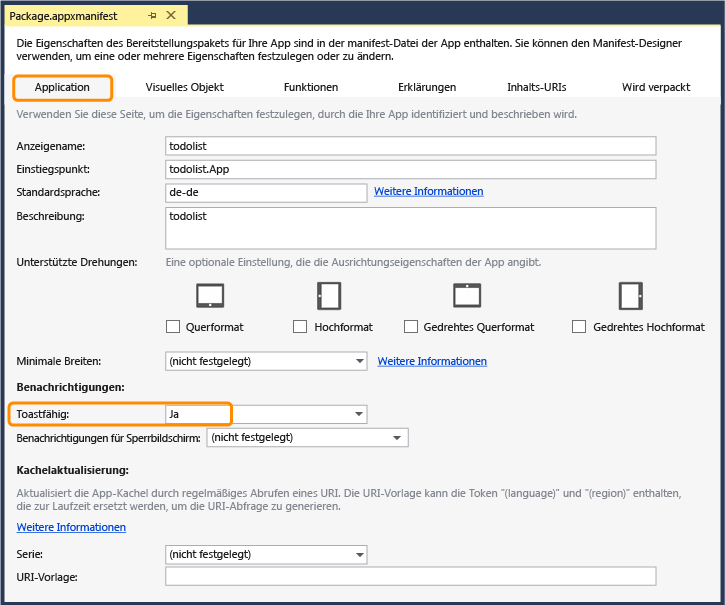 Package.appxmanifest
Die Eigenschaften des Bereitstellungspakets für Ihre App sind in der manifest-Datei der App enthalten. Sie können den Manifest-Designer
verwenden, um eine oder mehrere Eigenschaften festzulegen oder zu ändern.
Application Visuelles Objekt Funktionen Erklärungen Inhalts-URIs Wird verpackt
Verwenden Sie diese Seite, um die Eigenschaften festzulegen, durch die Ihre App identifiziert und beschrieben wird.
Anzeigename: todolist
Einstiegspunkt: todolist.App
Standardsprache: de-de Weitere Informationen
Beschreibung: todolist
Unterstützte Drehungen: Eine optionale Einstellung, die die Ausrichtungseigenschaften der App angibt.
Querformat Hochformat Gedrehtes Querformat Gedrehtes Hochformat
Minimale Breiten: (nicht festgelegt) Weitere Informationen
Benachrichtigungen:
Toastfähig: Ja
Benachrichtigungen für Sperrbildschirm: (nicht festgelegt)
Kachelaktualisierung:
Aktualisiert die App-Kachel durch regelmäßiges Abrufen eines URI. Die URI-Vorlage kann die Token "(language)" und "(region)" enthalten,
die zur Laufzeit ersetzt werden, um die URI-Abfrage zu generieren.
Weitere Informationen
Serie: (nicht festgelegt)
URI-Vorlage: